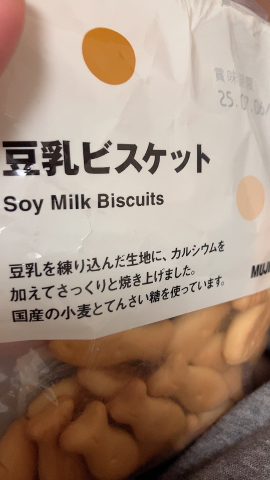 賞味期限
25.02.06
豆乳ビスケット
Soy Milk Biscuits
豆乳を練り込んだ生地に、カルシウムを
加えてさっくりと焼き上げました。
国産の小麦とてんさい糖を使っています。
MUJI